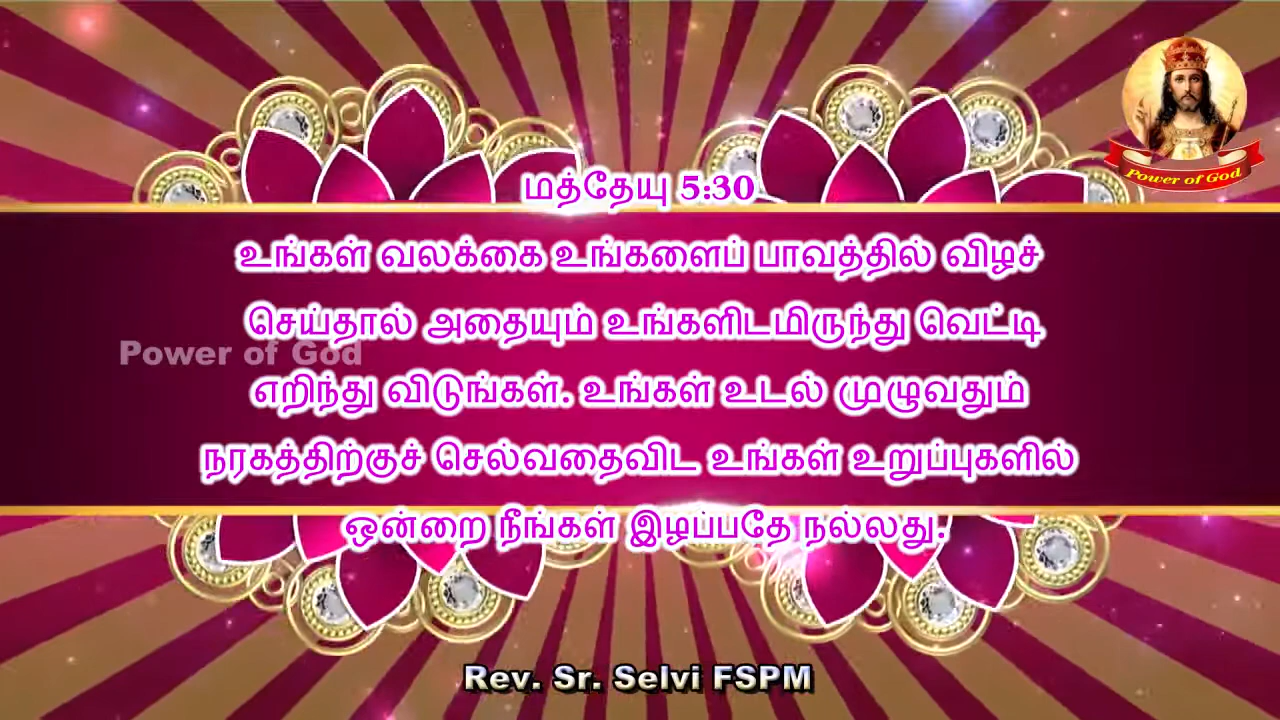 Power of God
மத்தேயு 5:30
உங்கள் வலக்கை உங்களைப் பாவத்தில் விழச்
செய்தால் அதையும் உங்களிடமிருந்து வெட்டி
Power of God
எறிந்து விடுங்கள். உங்கள் உடல் முழுவதும்
நரகத்திற்குச் செல்வதைவிட உங்கள் உறுப்புகளில்
ஒன்றை நீங்கள் இழப்பதே நல்லது.
Rev. Sr. Selvi FSPM